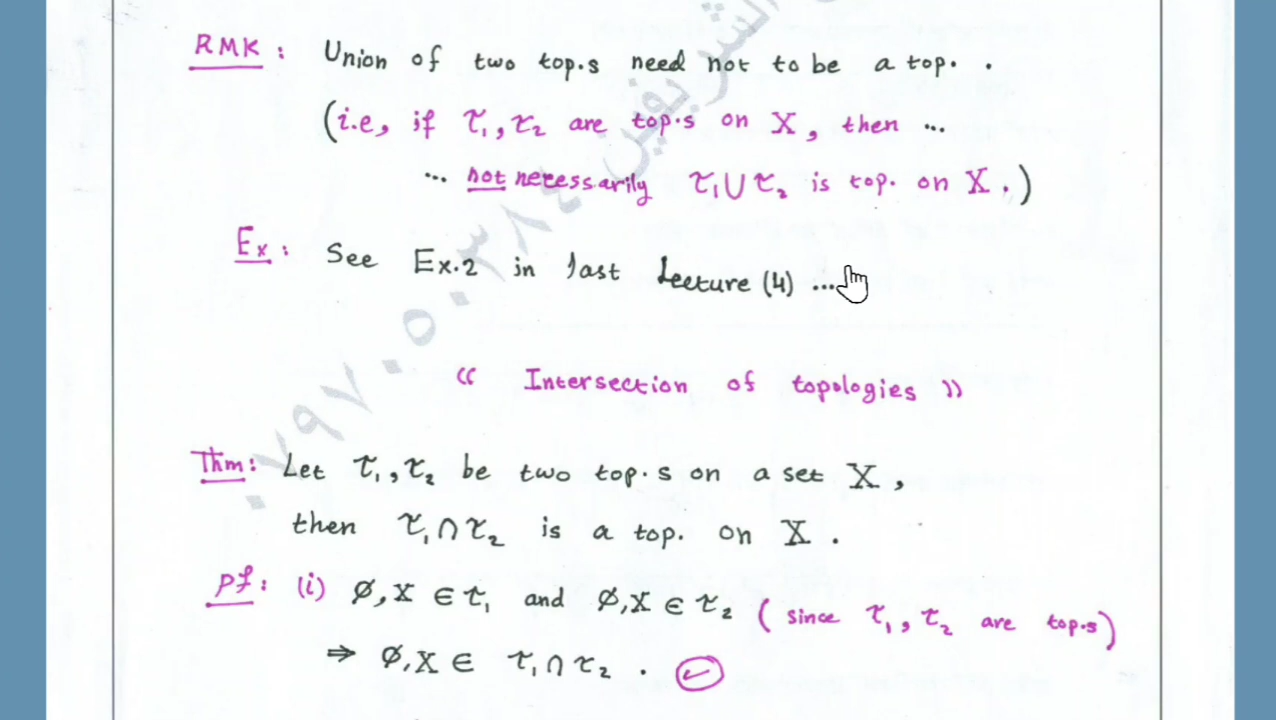 RMK: Union of two top.s need not to be a top. .
(i.e, if τ₁, τ₂ are top.s on X, then ...
... not necessarily τ₁∪τ₂ is top. on X.)
Ex: See Ex.2 in last Lecture (4) ...
(( Intersection of topologies ))
Thm: Let τ₁, τ₂ be two top.s on a set X,
then τ₁∩τ₂ is a top. on X.
Pf: (i) ∅, X ∈ τ₁ and ∅, X ∈ τ₂ (since τ₁, τ₂ are top.s)
⇒ ∅, X ∈ τ₁∩τ₂ . ✓